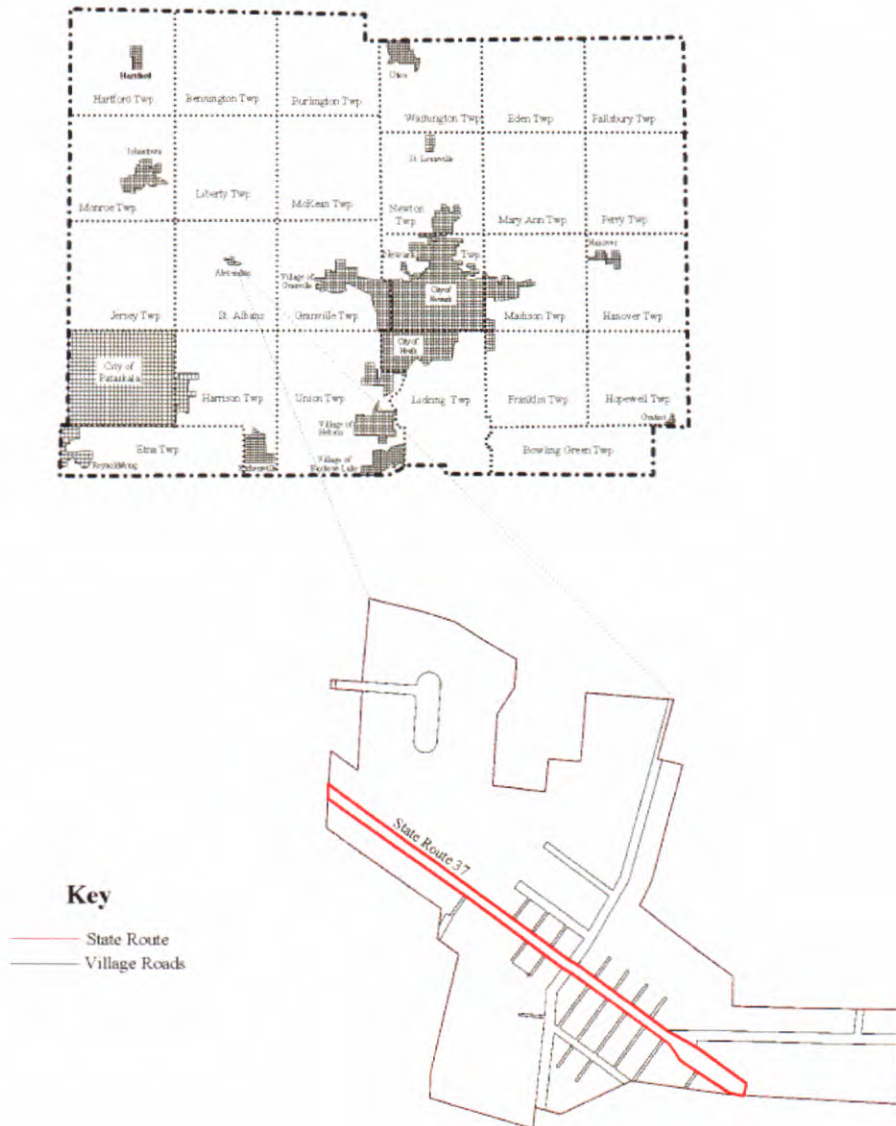 Utica
Hartford
Hartford Twp
Bennington Twp
Burlington Twp
Washington Twp
Eden Twp
Fallsbury Twp
Johnstown
St. Louisville
Monroe Twp
Liberty Twp
McKean Twp
Newton
Twp
Mary Ann Twp
Perry Twp
Hanover
Newark
Twp
Alexandria
Village of
Granville
City of
Newark
Jersey Twp
St. Albans
Granville Twp
Madison Twp
Hanover Twp
City of
Heath
City of
Pataskala
Harrison Twp
Union Twp
Licking Twp
Franklin Twp
Hopewell Twp
Gratiot
Village of
Hebron
Etna Twp
Bowling Green Twp
Reynoldsburg
Kirkersville
Village of
Buckeye Lake
State Route 37
Key
State Route
Village Roads